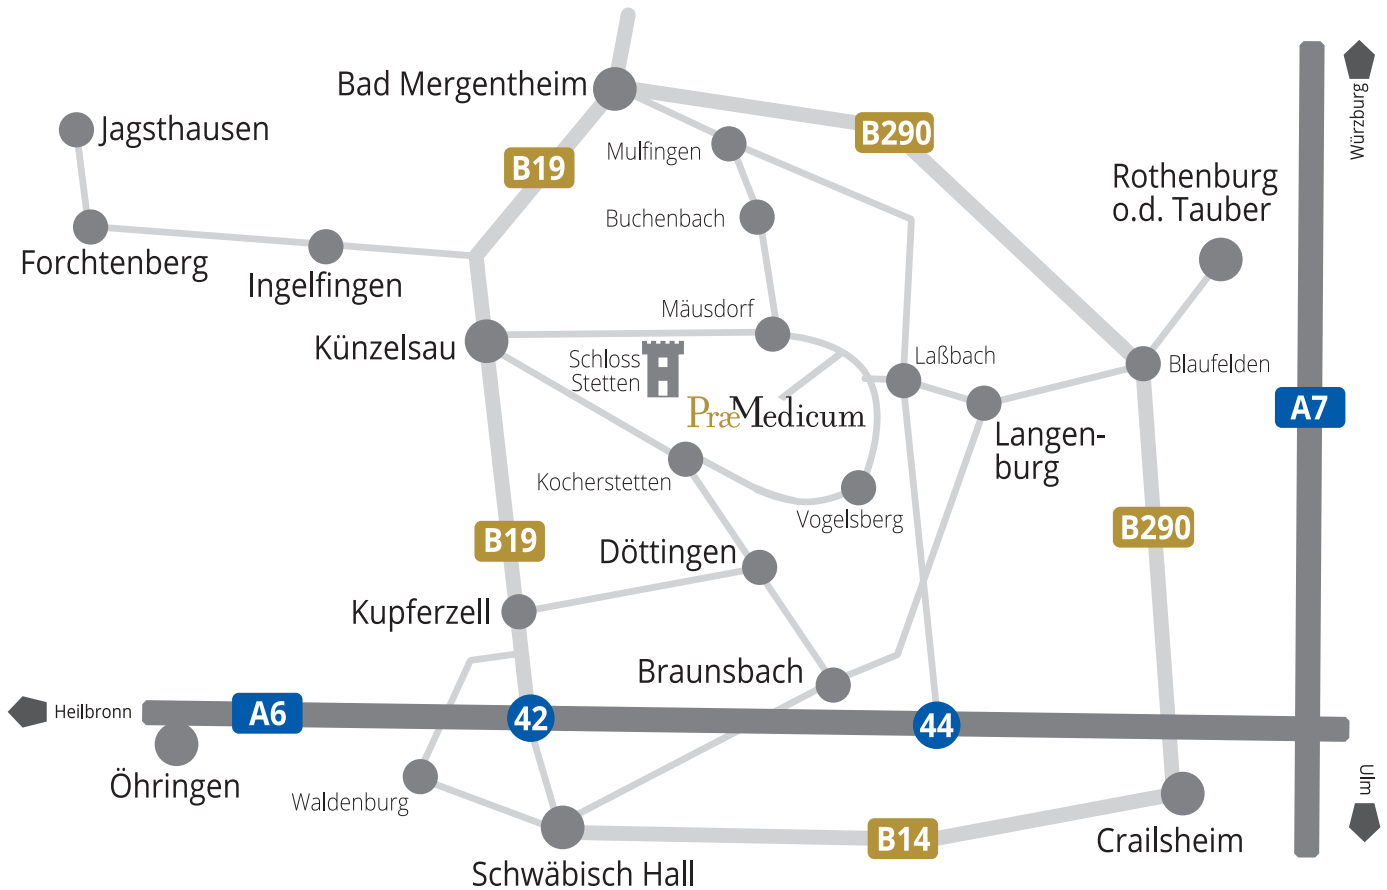 Bad Mergentheim
Jagsthausen
B290
Würzburg
Mulfingen
B19
Rothenburg
o.d. Tauber
Buchenbach
Forchtenberg
Ingelfingen
Mäusdorf
Künzelsau
Schloss
Stetten
Laßbach
Blaufelden
PræMedicum
A7
Langen-
burg
Kocherstetten
Vogelsberg
B290
B19
Döttingen
Kupferzell
Braunsbach
Heilbronn
A6
42
44
Öhringen
Waldenburg
Ulm
B14
Crailsheim
Schwäbisch Hall